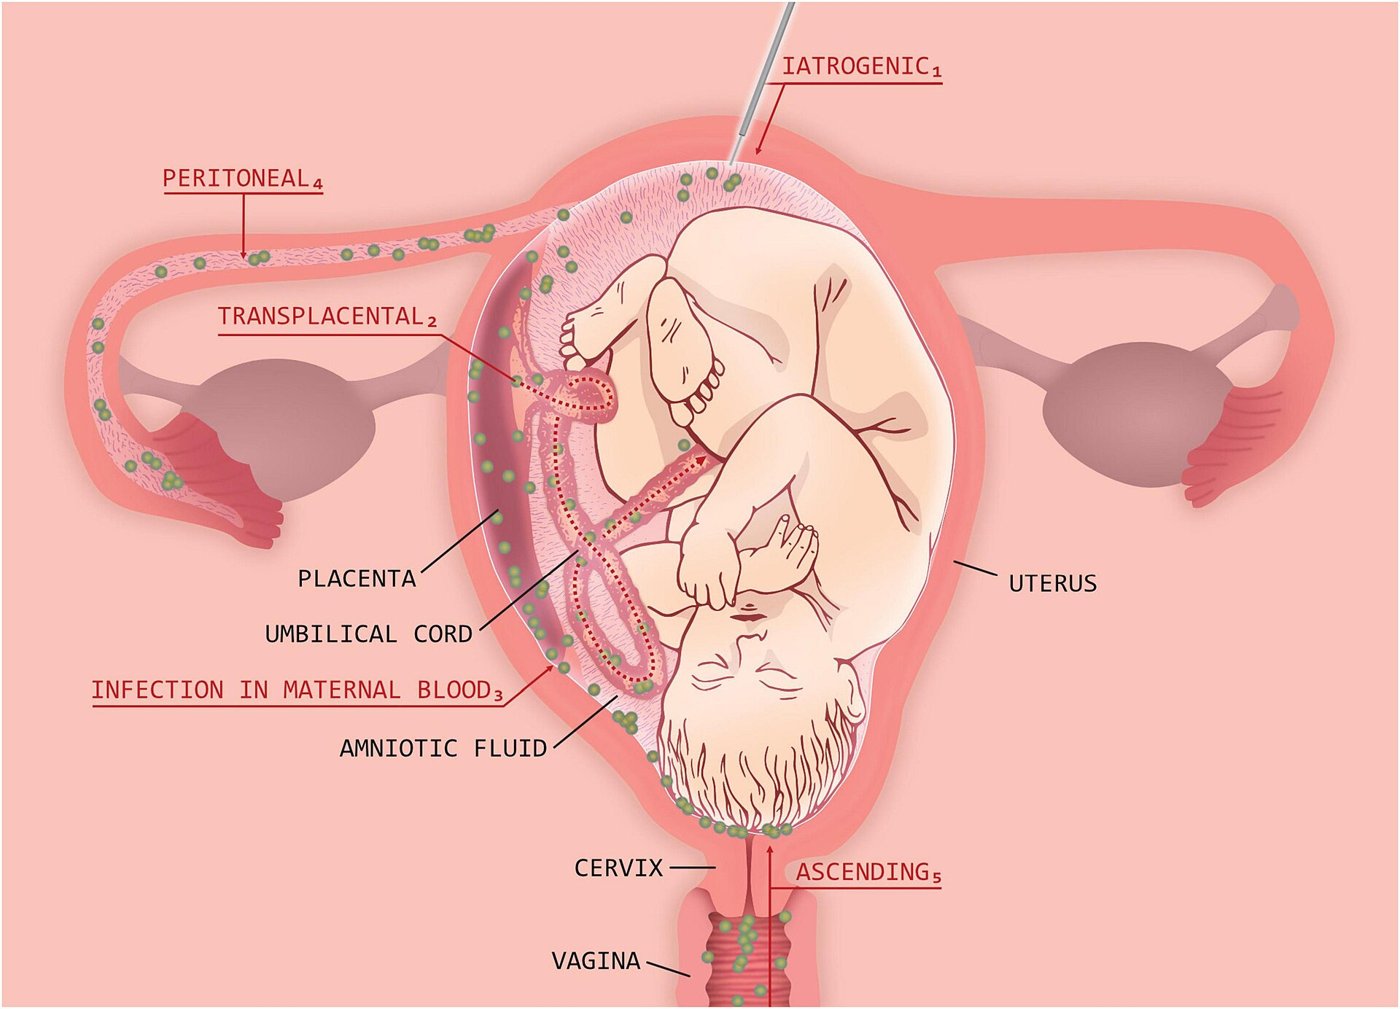 IATROGENIC₁
PERITONEAL₄
TRANSPLACENTAL₂
PLACENTA
UTERUS
UMBILICAL CORD
INFECTION IN MATERNAL BLOOD₃
AMNIOTIC FLUID
CERVIX
ASCENDING₅
VAGINA